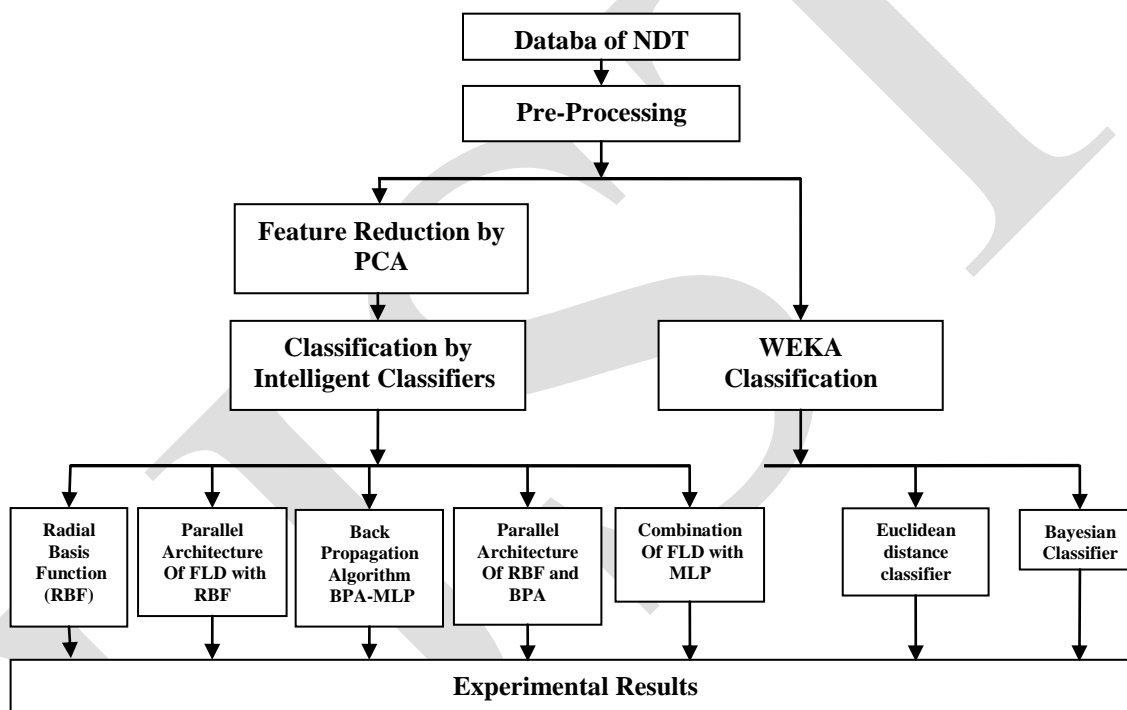 Databa of NDT
Pre-Processing
Feature Reduction by
PCA
Classification by
Intelligent Classifiers
WEKA
Classification
Radial
Basis
Function
(RBF)
Parallel
Architecture
Of FLD with
RBF
Back
Propagation
Algorithm
BPA-MLP
Parallel
Architecture
Of RBF and
BPA
Combination
Of FLD with
MLP
Euclidean
distance
classifier
Bayesian
Classifier
Experimental Results